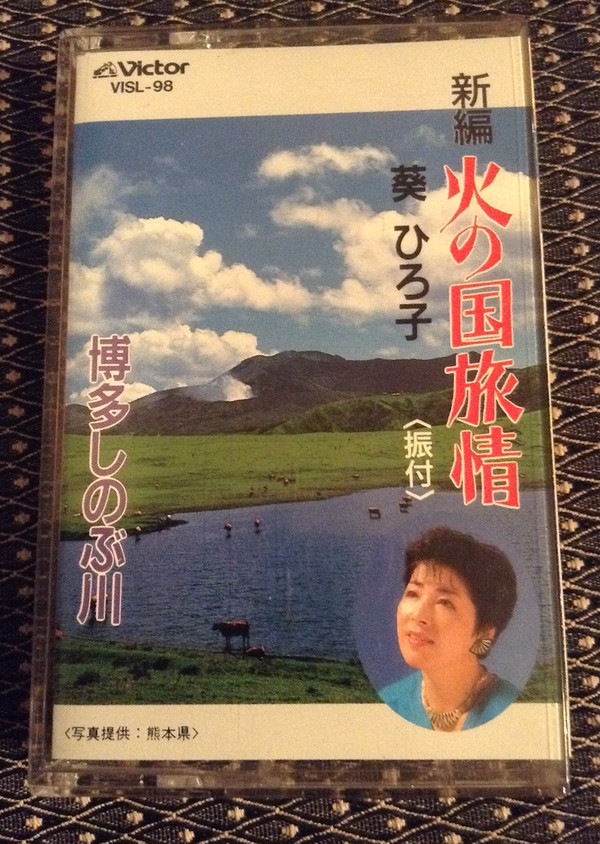 Victor
VISL-98
新編
火の国旅情
葵 ひろ子
〈振付〉
博多しのぶ川
〈写真提供：熊本県〉